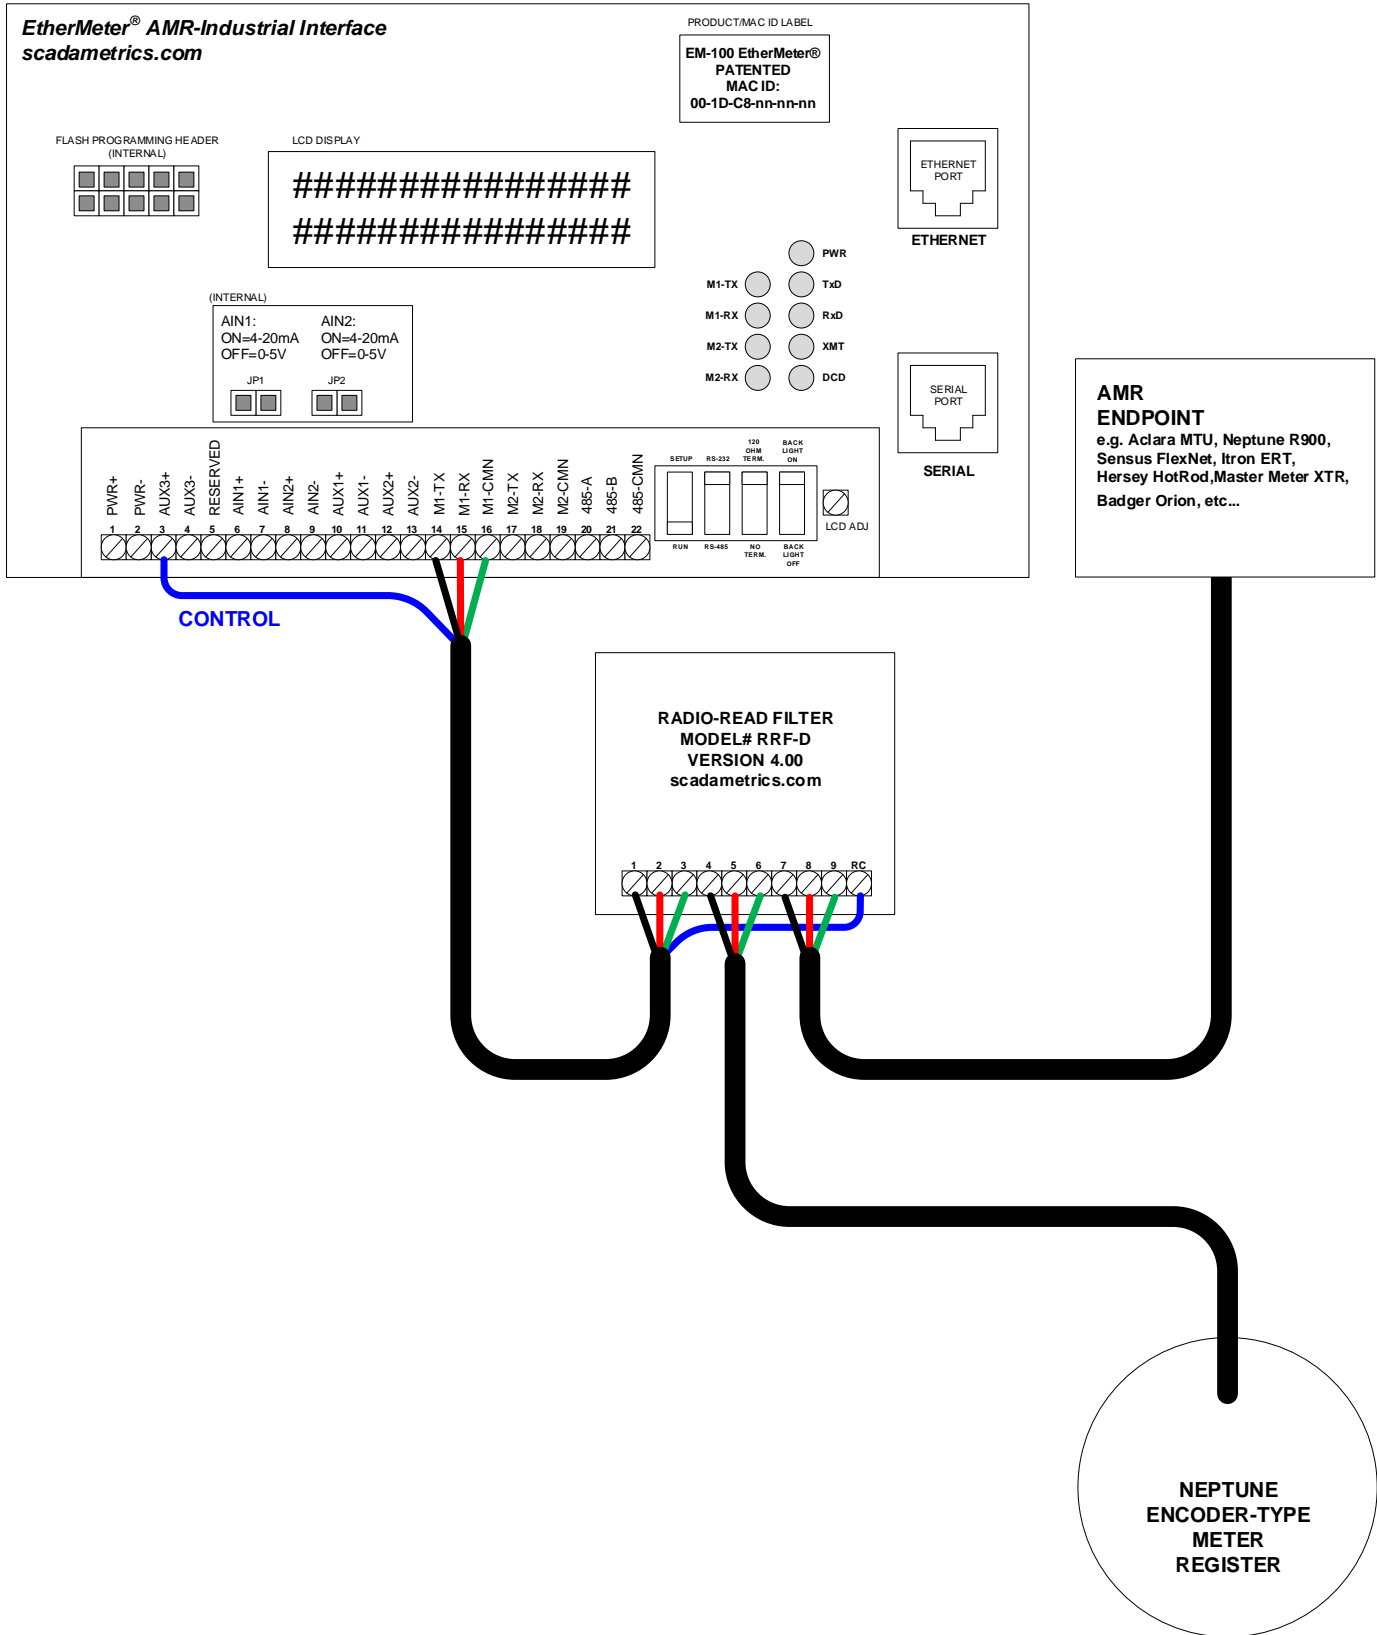 EtherMeter® AMR-Industrial Interface
scadametrics.com
PRODUCT/MAC ID LABEL
EM-100 EtherMeter®
PATENTED
MAC ID:
00-1D-C8-nn-nn-nn
FLASH PROGRAMMING HEADER
(INTERNAL)
LCD DISPLAY
################
################
ETHERNET
PORT
ETHERNET
PWR
M1-TX
TxD
M1-RX
RxD
M2-TX
XMT
M2-RX
DCD
(INTERNAL)
AIN1:
ON=4-20mA
OFF=0-5V
AIN2:
ON=4-20mA
OFF=0-5V
JP1
JP2
SERIAL
PORT
SERIAL
AMR
ENDPOINT
e.g. Aclara MTU, Neptune R900,
Sensus FlexNet, Itron ERT,
Hersey HotRod,Master Meter XTR,
Badger Orion, etc...
PWR+
PWR-
AUX3+
AUX3-
RESERVED
AIN1+
AIN1-
AIN2+
AIN2-
AUX1+
AUX1-
AUX2+
AUX2-
M1-TX
M1-RX
M1-CMN
M2-TX
M2-RX
M2-CMN
485-A
485-B
485-CMN
1 2 3 4 5 6 7 8 9 10 11 12 13 14 15 16 17 18 19 20 21 22
SETUP
RS-232
120
OHM
TERM.
BACK
LIGHT
ON
RUN
RS-485
NO
TERM.
BACK
LIGHT
OFF
LCD ADJ
CONTROL
RADIO-READ FILTER
MODEL# RRF-D
VERSION 4.00
scadametrics.com
1 2 3 4 5 6 7 8 9 RC
NEPTUNE
ENCODER-TYPE
METER
REGISTER